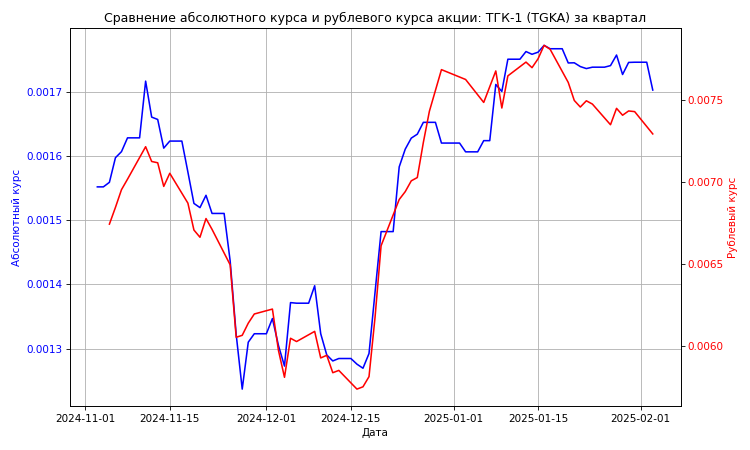 Сравнение абсолютного курса и рублевого курса акции: ТГК-1 (TGKA) за квартал
Абсолютный курс
0.0017
0.0016
0.0015
0.0014
0.0013
0.0075
0.0070
0.0065
0.0060
Рублевый курс
2024-11-01 2024-11-15 2024-12-01 2024-12-15 2025-01-01 2025-01-15 2025-02-01
Дата